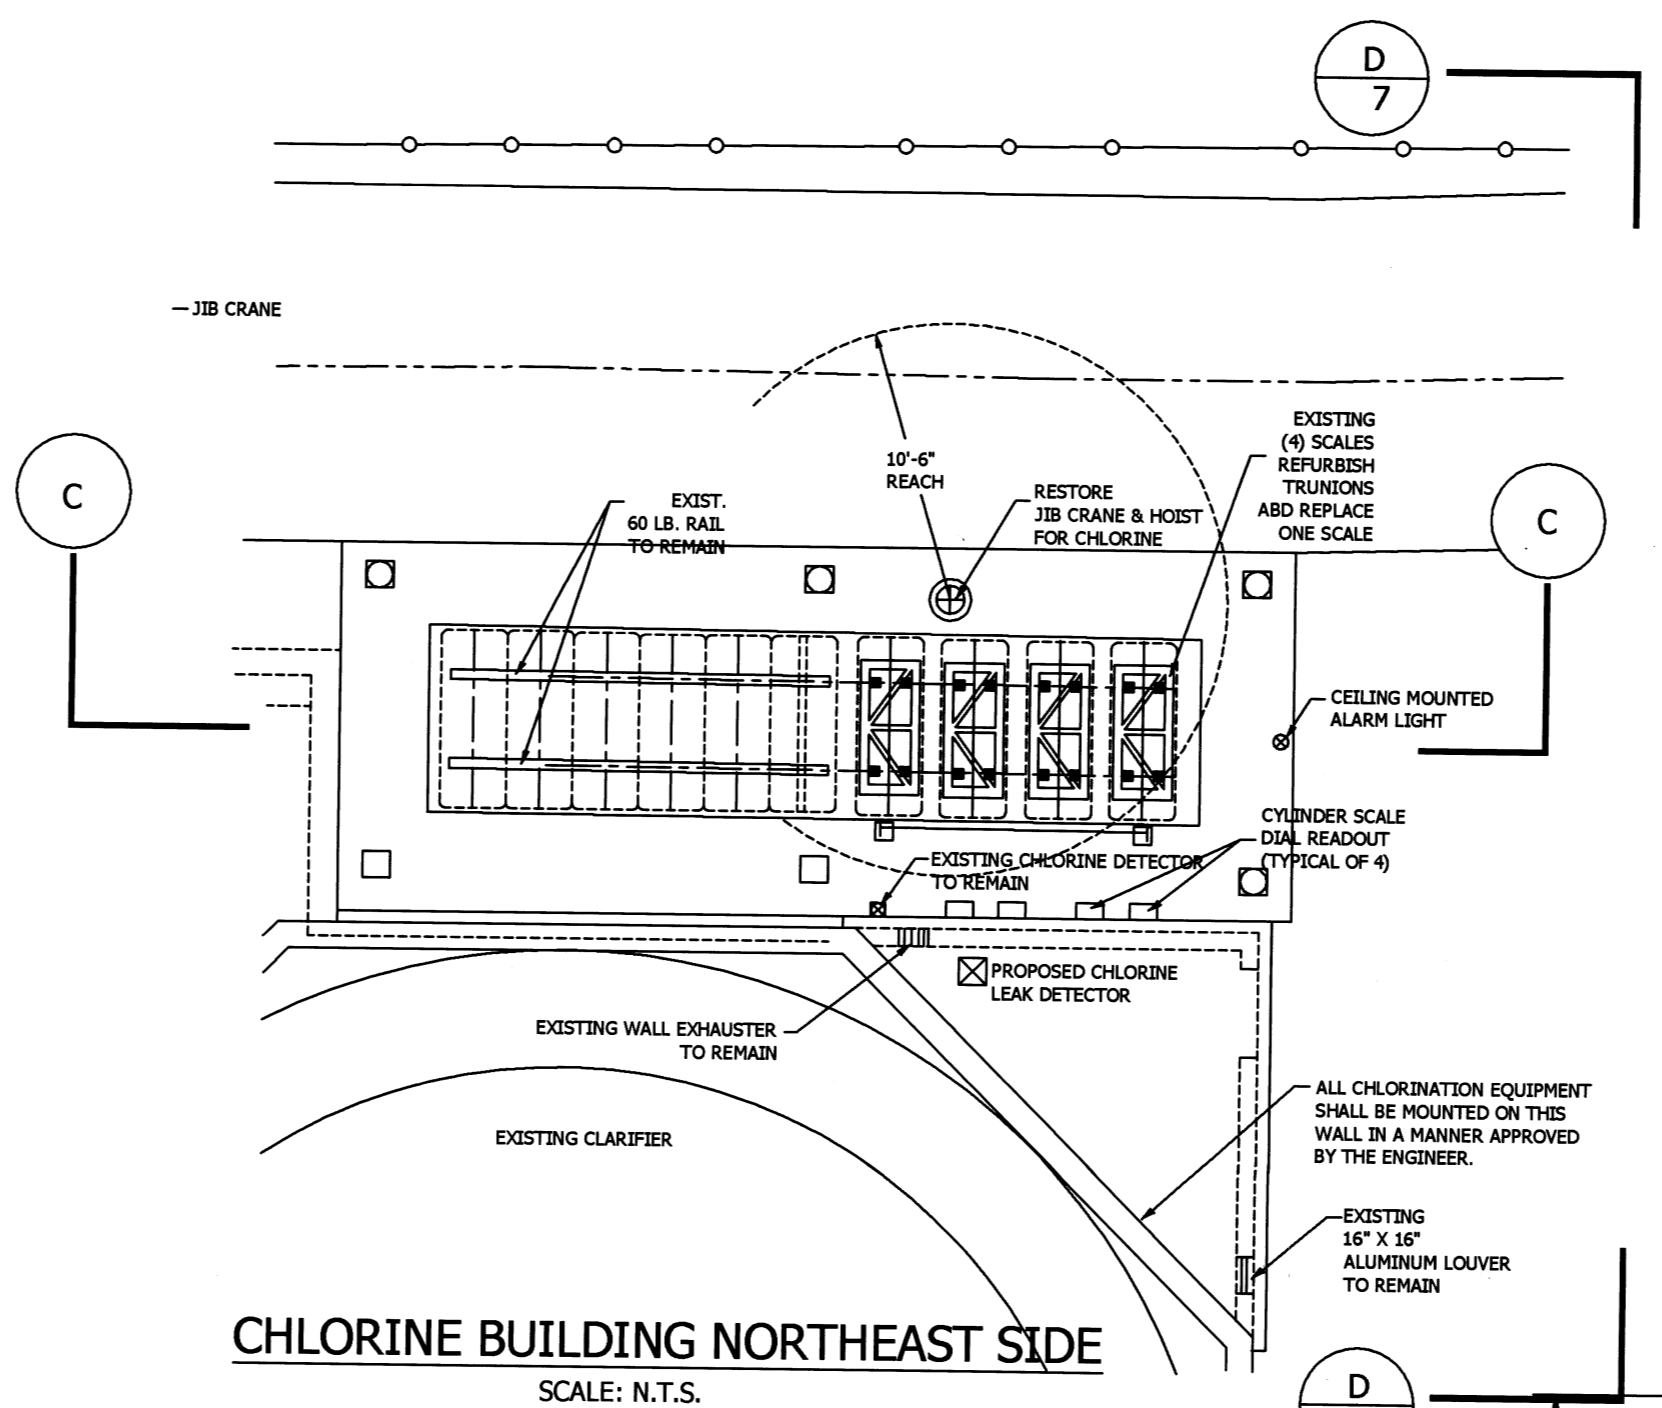 D
7
— JIB CRANE
EXISTING
(4) SCALES
REFURBISH
TRUNIONS
ABD REPLACE
ONE SCALE
10'-6"
REACH
RESTORE
JIB CRANE & HOIST
FOR CHLORINE
EXIST.
60 LB. RAIL
TO REMAIN
C
C
CEILING MOUNTED
ALARM LIGHT
CYLINDER SCALE
DIAL READOUT
(TYPICAL OF 4)
EXISTING CHLORINE DETECTOR
TO REMAIN
PROPOSED CHLORINE
LEAK DETECTOR
EXISTING WALL EXHAUSTER
TO REMAIN
ALL CHLORINATION EQUIPMENT
SHALL BE MOUNTED ON THIS
WALL IN A MANNER APPROVED
BY THE ENGINEER.
EXISTING CLARIFIER
EXISTING
16" X 16"
ALUMINUM LOUVER
TO REMAIN
CHLORINE BUILDING NORTHEAST SIDE
SCALE: N.T.S.
D